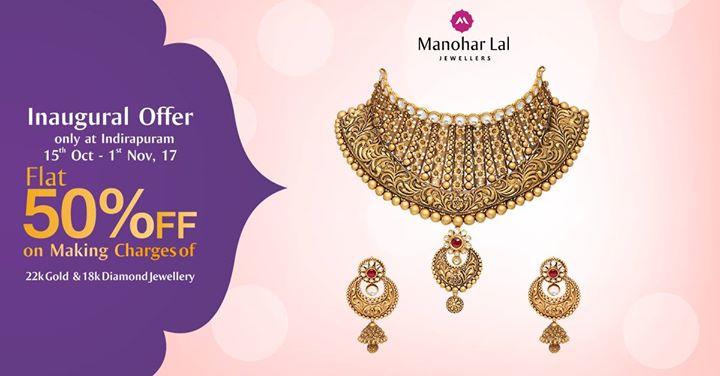 Manohar Lal
JEWELLERS
Inaugural Offer
only at Indirapuram
15th Oct - 1st Nov, 17
Flat
50%OFF
on Making Charges of
22k Gold & 18k Diamond Jewellery